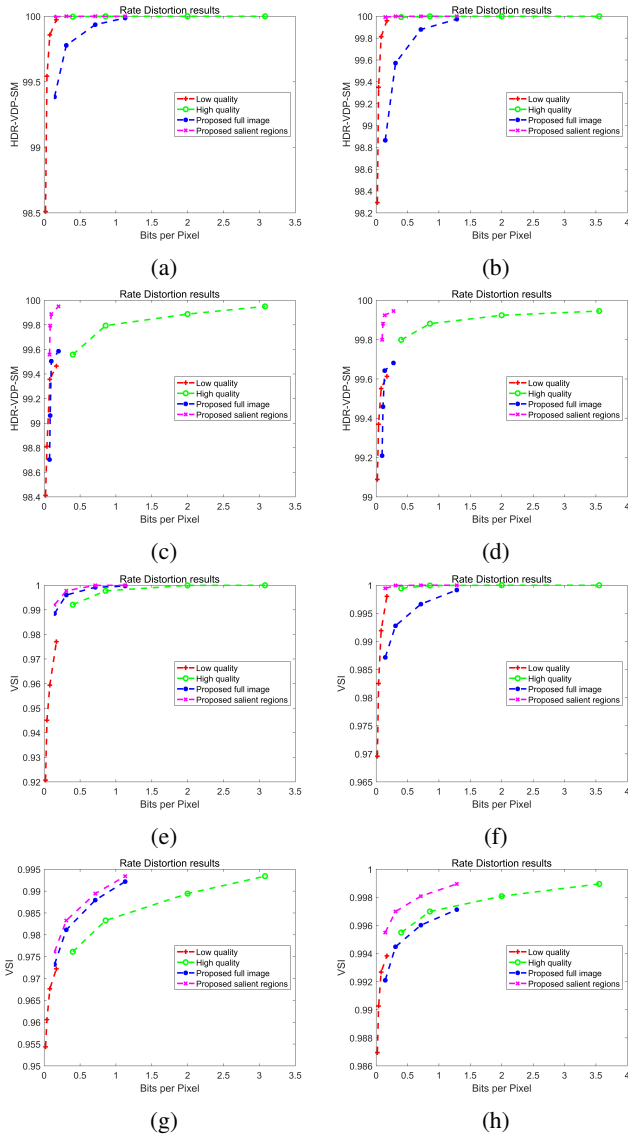 Rate Distortion results
100
99.5
99
98.5
HDR-VDP-SM
Low quality
High quality
Proposed full image
Proposed salient regions
0 0.5 1 1.5 2 2.5 3 3.5
Bits per Pixel
(a)
Rate Distortion results
100
99.8
99.6
99.4
99.2
99
98.8
98.6
98.4
98.2
HDR-VDP-SM
Low quality
High quality
Proposed full image
Proposed salient regions
0 0.5 1 1.5 2 2.5 3 3.5 4
Bits per Pixel
(b)
Rate Distortion results
100
99.8
99.6
99.4
99.2
99
98.8
98.6
98.4
HDR-VDP-SM
Low quality
High quality
Proposed full image
Proposed salient regions
0 0.5 1 1.5 2 2.5 3 3.5
Bits per Pixel
(c)
Rate Distortion results
100
99.8
99.6
99.4
99.2
99
HDR-VDP-SM
Low quality
High quality
Proposed full image
Proposed salient regions
0 0.5 1 1.5 2 2.5 3 3.5 4
Bits per Pixel
(d)
Rate Distortion results
1
0.99
0.98
0.97
0.96
0.95
0.94
0.93
0.92
VSI
Low quality
High quality
Proposed full image
Proposed salient regions
0 0.5 1 1.5 2 2.5 3 3.5
Bits per Pixel
(e)
Rate Distortion results
1
0.995
0.99
0.985
0.98
0.975
0.97
0.965
VSI
Low quality
High quality
Proposed full image
Proposed salient regions
0 0.5 1 1.5 2 2.5 3 3.5 4
Bits per Pixel
(f)
Rate Distortion results
0.995
0.99
0.985
0.98
0.975
0.97
0.965
0.96
0.955
0.95
VSI
Low quality
High quality
Proposed full image
Proposed salient regions
0 0.5 1 1.5 2 2.5 3 3.5
Bits per Pixel
(g)
Rate Distortion results
1
0.998
0.996
0.994
0.992
0.99
0.988
0.986
VSI
Low quality
High quality
Proposed full image
Proposed salient regions
0 0.5 1 1.5 2 2.5 3 3.5 4
Bits per Pixel
(h)